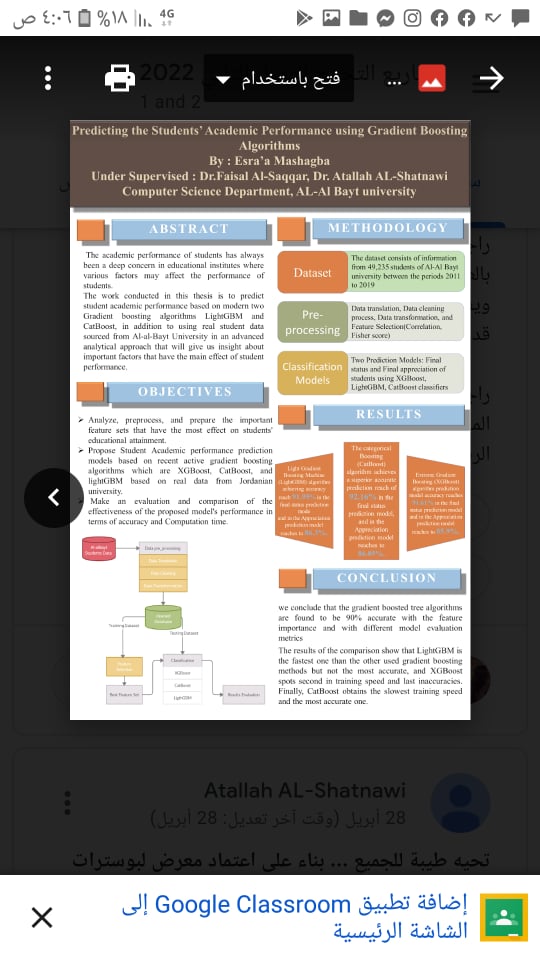 ٤:٠٦ ص
%١٨
4G
فتح باستخدام
2022
1 and 2
Predicting the Students' Academic Performance using Gradient Boosting
Algorithms
By : Esra'a Mashagba
Under Supervised : Dr.Faisal Al-Saqqar, Dr. Atallah AL-Shatnawi
Computer Science Department, AL-Al Bayt university
ABSTRACT
The academic performance of students has always
been a deep concern in educational institutes where
various factors may affect the performance of
students.
The work conducted in this thesis is to predict
student academic performance based on modern two
Gradient boosting algorithms LightGBM and
CatBoost, in addition to using real student data
sourced from Al-al-Bayt University in an advanced
analytical approach that will give us insight about
important factors that have the main effect of student
performance.
OBJECTIVES
➢ Analyze, preprocess, and prepare the important
feature sets that have the most effect on students'
educational attainment.
➢ Propose Student Academic performance prediction
models based on recent active gradient boosting
algorithms which are XGBoost, CatBoost, and
lightGBM based on real data from Jordanian
university.
Make an evaluation and comparison of the
effectiveness of the proposed model's performance in
terms of accuracy and Computation time.
Al-albayt
Students Data
Data pre_processing
Data Translation
Data Cleaning
Data Transformation
Cleaned
Database
Training Dataset
Testing Dataset
Feature
Selection
Best Feature Set
Classification
XGBoost
CatBoost
LightGBM
Results Evaluation
METHODOLOGY
Dataset
The dataset consists of information
from 49,235 students of Al-Al Bayt
university between the periods 2011
to 2019
Pre-
processing
Data translation, Data cleaning
process, Data transformation, and
Feature Selection(Correlation,
Fisher score)
Classification
Models
Two Prediction Models: Final
status and Final appreciation of
students using XGBoost,
LightGBM, CatBoost classifiers
RESULTS
Light Gradient
Boosting Machine
(LightGBM) algorithm
achieving accuracy
reach in the
final status prediction
mode
and in the Appreciation
prediction model
reaches to
The categorical
Boosting
(CatBoost)
algorithm achieves
a superior accurate
prediction reach of
92.16% in the
final status
prediction model,
and in the
Appreciation
prediction model
reaches to
Extreme Gradient
Boosting (XGBoost)
algorithm prediction
model accuracy reaches
in the final
status prediction model
and in the Appreciation
prediction model
reaches to
CONCLUSION
we conclude that the gradient boosted tree algorithms
are found to be 90% accurate with the feature
importance and with different model evaluation
metrics
The results of the comparison show that LightGBM is
the fastest one than the other used gradient boosting
methods but not the most accurate, and XGBoost
spots second in training speed and last inaccuracies.
Finally, CatBoost obtains the slowest training speed
and the most accurate one.
Atallah AL-Shatnawi
28 أبريل (وقت آخر تعديل: 28 أبريل)
تحيه طيبة للجميع ... بناء على اعتماد معرض لبوسترات
إضافة تطبيق Google Classroom إلى
الشاشة الرئيسية